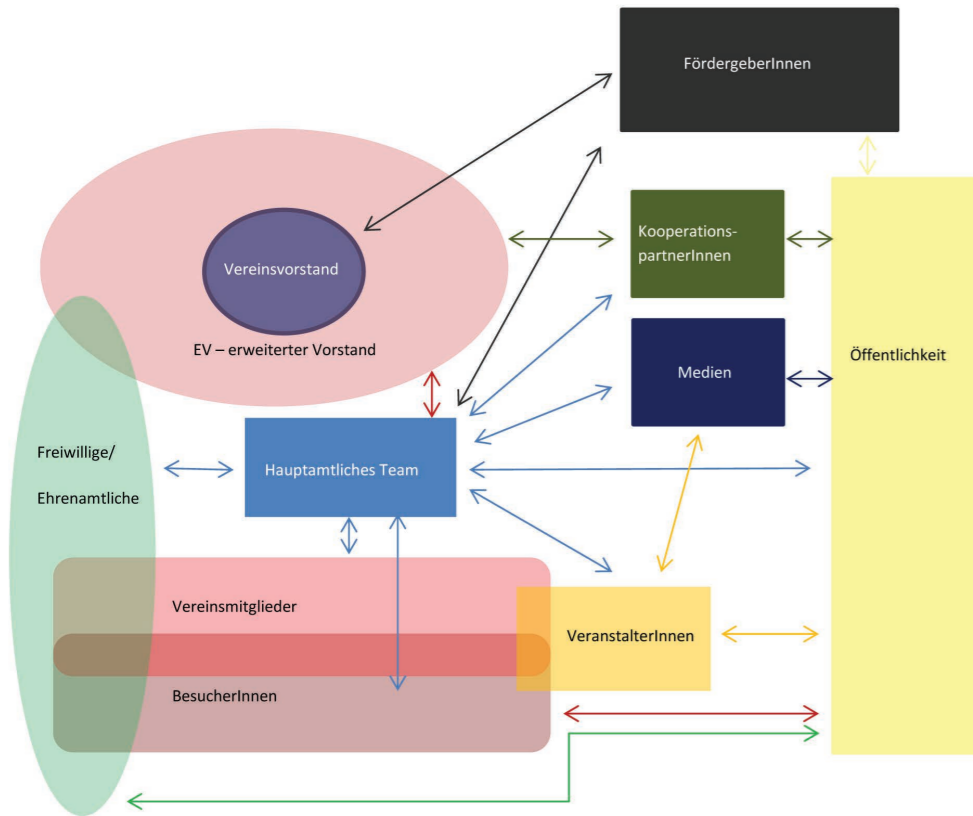 FördergeberInnen
Kooperations-
partnerInnen
Vereinsvorstand
EV – erweiterter Vorstand
Öffentlichkeit
Medien
Freiwillige/
Ehrenamtliche
Hauptamtliches Team
Vereinsmitglieder
VeranstalterInnen
BesucherInnen